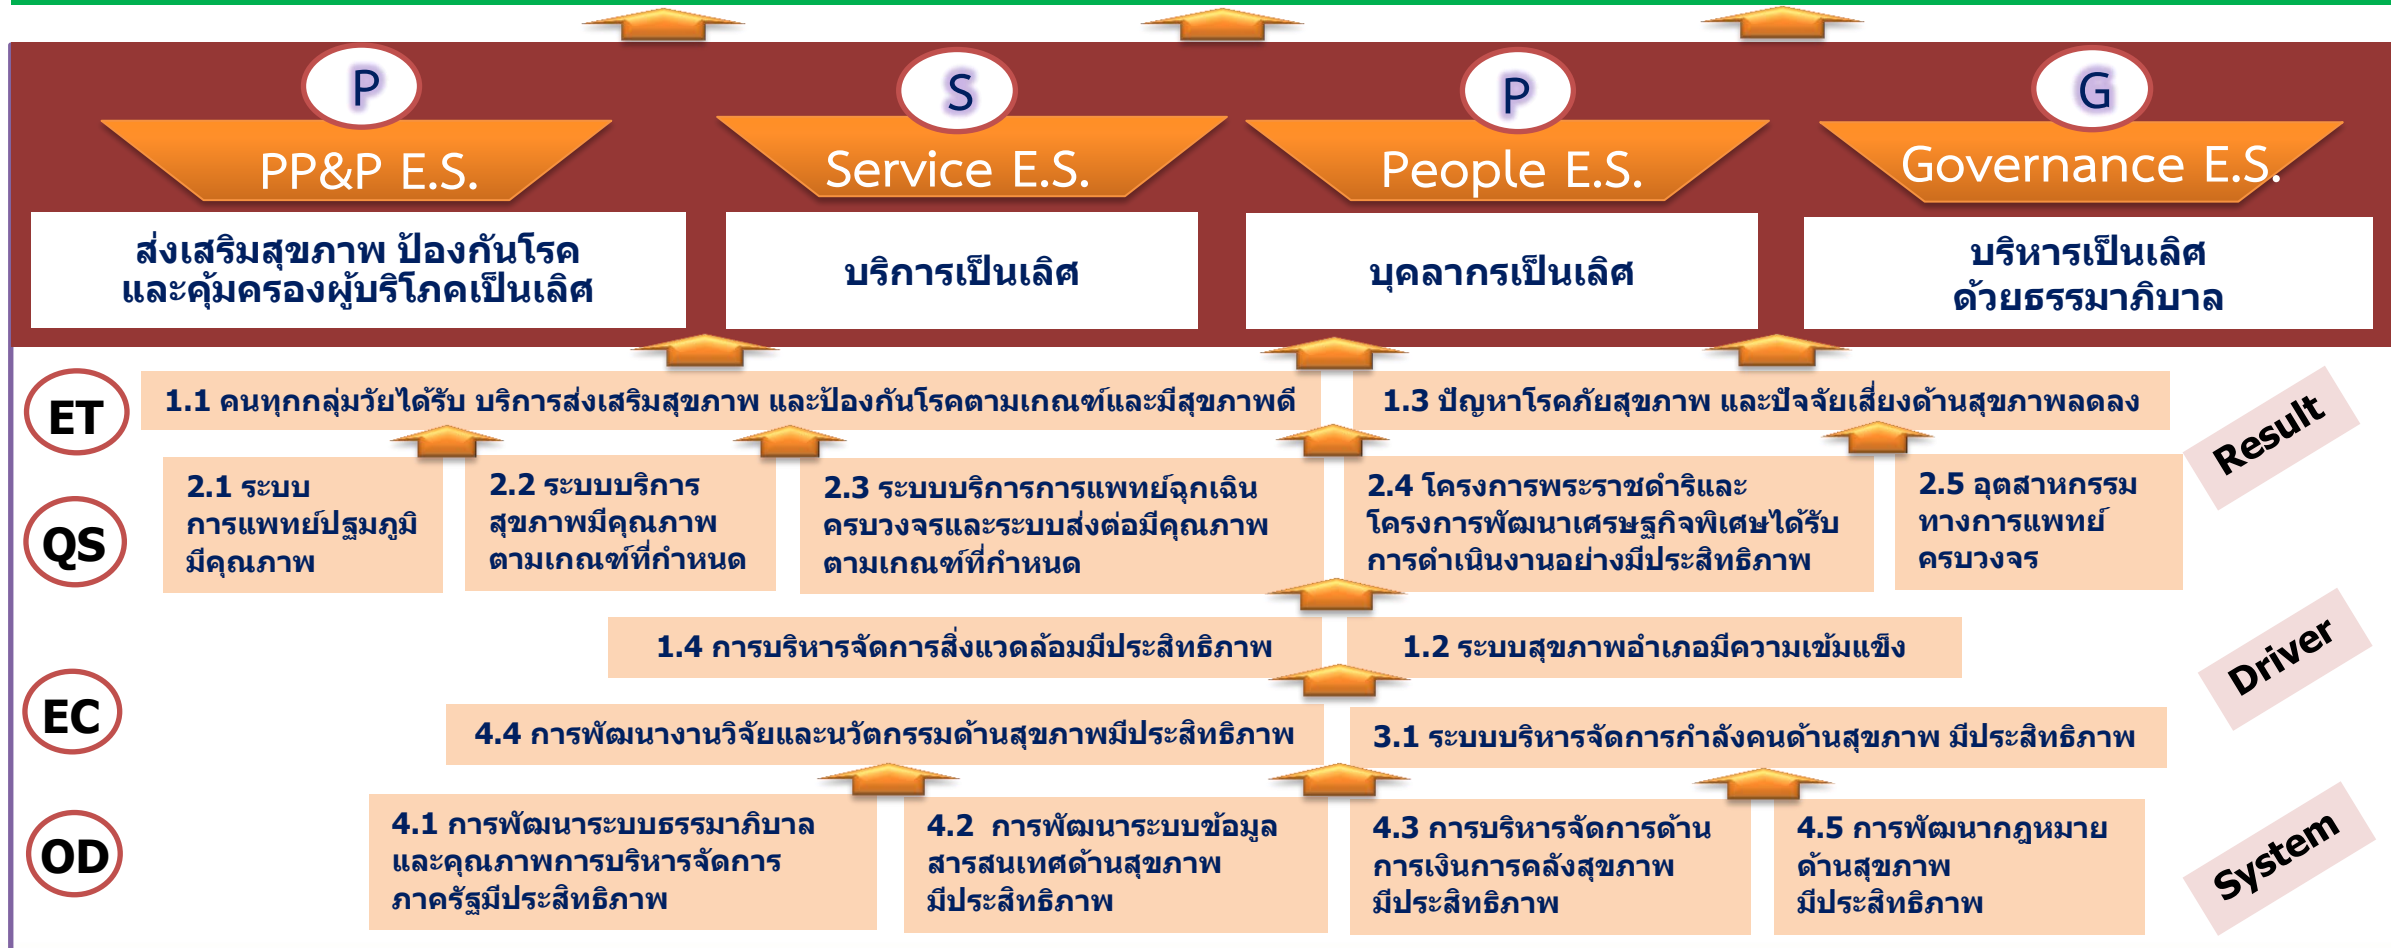 P
S
P
G
PP&P E.S.
Service E.S.
People E.S.
Governance E.S.
ส่งเสริมสุขภาพ ป้องกันโรค
และคุ้มครองผู้บริโภคเป็นเลิศ
บริการเป็นเลิศ
บุคลากรเป็นเลิศ
บริหารเป็นเลิศ
ด้วยธรรมาภิบาล
ET
1.1 คนทุกกลุ่มวัยได้รับ บริการส่งเสริมสุขภาพ และป้องกันโรคตามเกณฑ์และมีสุขภาพดี
1.3 ปัญหาโรคภัยสุขภาพ และปัจจัยเสี่ยงด้านสุขภาพลดลง
Result
QS
2.1 ระบบ
การแพทย์ปฐมภูมิ
มีคุณภาพ
2.2 ระบบบริการ
สุขภาพมีคุณภาพ
ตามเกณฑ์ที่กำหนด
2.3 ระบบบริการการแพทย์ฉุกเฉิน
ครบวงจรและระบบส่งต่อมีคุณภาพ
ตามเกณฑ์ที่กำหนด
2.4 โครงการพระราชดำริและ
โครงการพัฒนาเศรษฐกิจพิเศษได้รับ
การดำเนินงานอย่างมีประสิทธิภาพ
2.5 อุตสาหกรรม
ทางการแพทย์
ครบวงจร
1.4 การบริหารจัดการสิ่งแวดล้อมมีประสิทธิภาพ
1.2 ระบบสุขภาพอำเภอมีความเข้มแข็ง
Driver
EC
4.4 การพัฒนางานวิจัยและนวัตกรรมด้านสุขภาพมีประสิทธิภาพ
3.1 ระบบบริหารจัดการกำลังคนด้านสุขภาพ มีประสิทธิภาพ
OD
4.1 การพัฒนาระบบธรรมาภิบาล
และคุณภาพการบริหารจัดการ
ภาครัฐมีประสิทธิภาพ
4.2 การพัฒนาระบบข้อมูล
สารสนเทศด้านสุขภาพ
มีประสิทธิภาพ
4.3 การบริหารจัดการด้าน
การเงินการคลังสุขภาพ
มีประสิทธิภาพ
4.5 การพัฒนากฎหมาย
ด้านสุขภาพ
มีประสิทธิภาพ
System